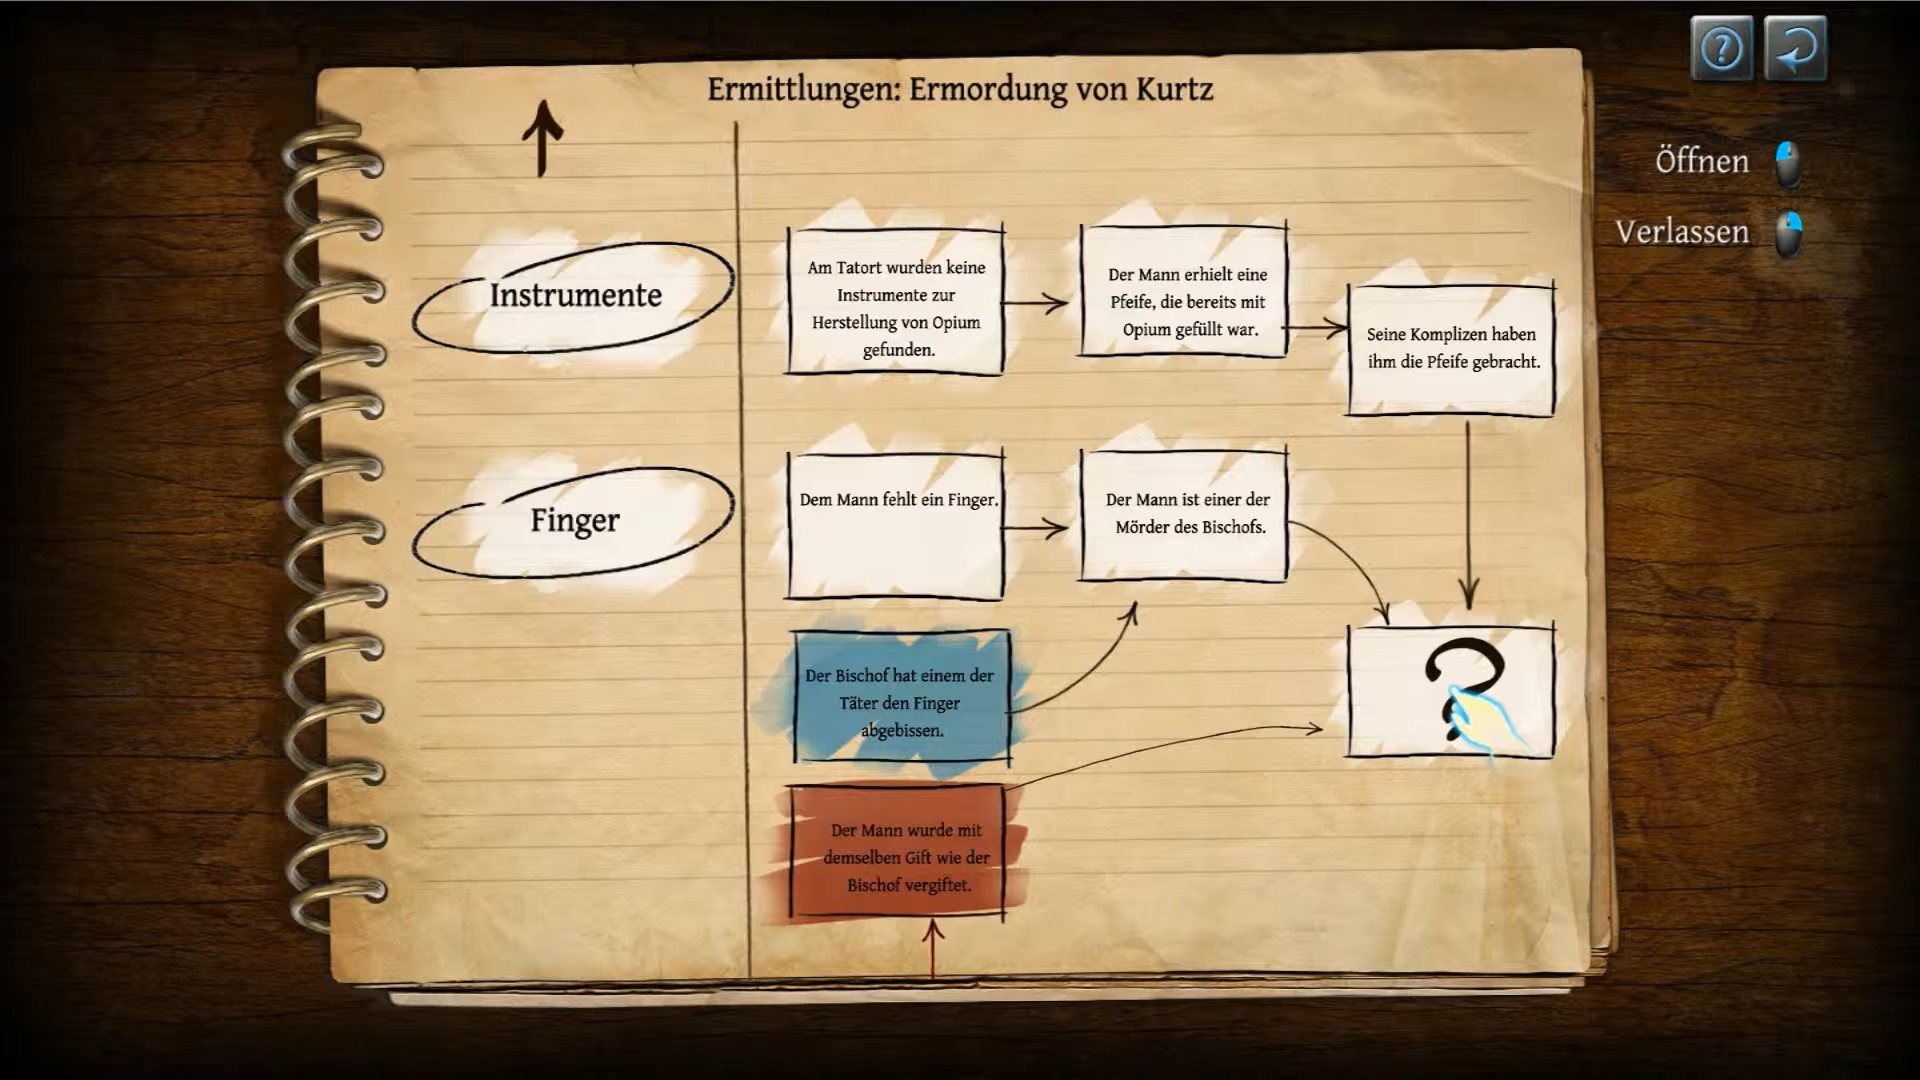 Ermittlungen: Ermordung von Kurtz
Öffnen
Verlassen
Instrumente
Am Tatort wurden keine
Instrumente zur
Herstellung von Opium
gefunden.
Der Mann erhielt eine
Pfeife, die bereits mit
Opium gefüllt war.
Seine Komplizen haben
ihm die Pfeife gebracht.
Finger
Dem Mann fehlt ein Finger.
Der Mann ist einer der
Mörder des Bischofs.
Der Bischof hat einem der
Täter den Finger
abgebissen.
?
Der Mann wurde mit
demselben Gift wie der
Bischof vergiftet.